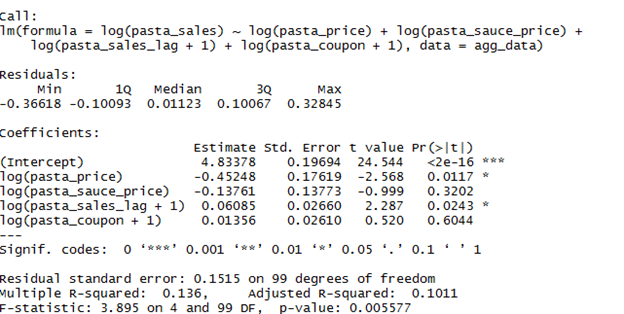 Call:
lm(formula = log(pasta_sales) ~ log(pasta_price) + log(pasta_sauce_price) +
    log(pasta_sales_lag + 1) + log(pasta_coupon + 1), data = agg_data)

Residuals:
     Min       1Q   Median       3Q      Max
-0.36618 -0.10093  0.01123  0.10067  0.32845

Coefficients:
                         Estimate Std. Error t value Pr(>|t|)
(Intercept)               4.83378    0.19694  24.544   <2e-16 ***
log(pasta_price)         -0.45248    0.17619  -2.568   0.0117 *
log(pasta_sauce_price)   -0.13761    0.13773  -0.999   0.3202
log(pasta_sales_lag + 1)  0.06085    0.02660   2.287   0.0243 *
log(pasta_coupon + 1)     0.01356    0.02610   0.520   0.6044
---
Signif. codes:  0 ‘***’ 0.001 ‘**’ 0.01 ‘*’ 0.05 ‘.’ 0.1 ‘ ’ 1

Residual standard error: 0.1515 on 99 degrees of freedom
Multiple R-squared:  0.136,	Adjusted R-squared:  0.1011
F-statistic: 3.895 on 4 and 99 DF,  p-value: 0.005577